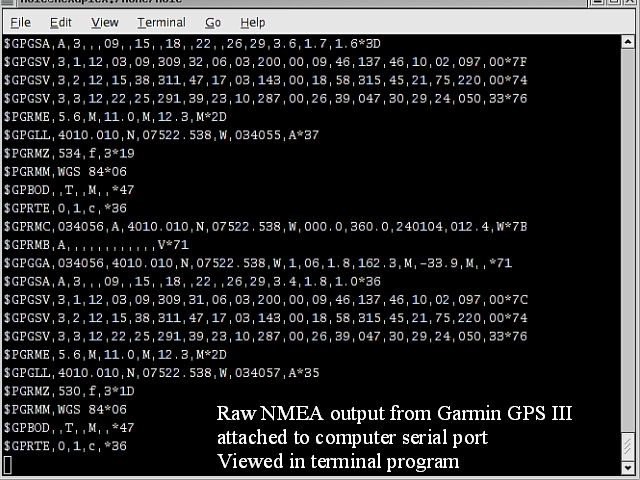 File Edit View Terminal Go Help
$GPGSA,A,3,,,09,,15,,18,,22,,26,29,3.6,1.7,1.6*3D
$GPGSV,3,1,12,03,09,309,32,06,03,200,00,09,46,137,46,10,02,097,00*7F
$GPGSV,3,2,12,15,38,311,47,17,03,143,00,18,58,315,45,21,75,220,00*74
$GPGSV,3,3,12,22,25,291,39,23,10,287,00,26,39,047,30,29,24,050,33*76
$PGRME,5.6,M,11.0,M,12.3,M*2D
$GPGLL,4010.010,N,07522.538,W,034055,A*37
$PGRMZ,534,f,3*19
$PGRMM,WGS 84*06
$GPBOD,,T,,M,,*47
$GPRTE,0,1,c,*36
$GPRMC,034056,A,4010.010,N,07522.538,W,000.0,360.0,240104,012.4,W*7B
$GPRMB,A,,,,,,,,,,,,V*71
$GPGGA,034056,4010.010,N,07522.538,W,1,06,1.8,162.3,M,-33.9,M,,*71
$GPGSA,A,3,,,09,,15,,18,,22,,26,29,3.4,1.8,1.0*36
$GPGSV,3,1,12,03,09,309,31,06,03,200,00,09,46,137,46,10,02,097,00*7C
$GPGSV,3,2,12,15,38,311,47,17,03,143,00,18,58,315,45,21,75,220,00*74
$GPGSV,3,3,12,22,25,291,39,23,10,287,00,26,39,047,30,29,24,050,33*76
$PGRME,5.6,M,11.0,M,12.3,M*2D
$GPGLL,4010.010,N,07522.538,W,034057,A*35
$PGRMZ,530,f,3*1D
$PGRMM,WGS 84*06
$GPBOD,,T,,M,,*47
$GPRTE,0,1,c,*36
Raw NMEA output from Garmin GPS III
attached to computer serial port
Viewed in terminal program